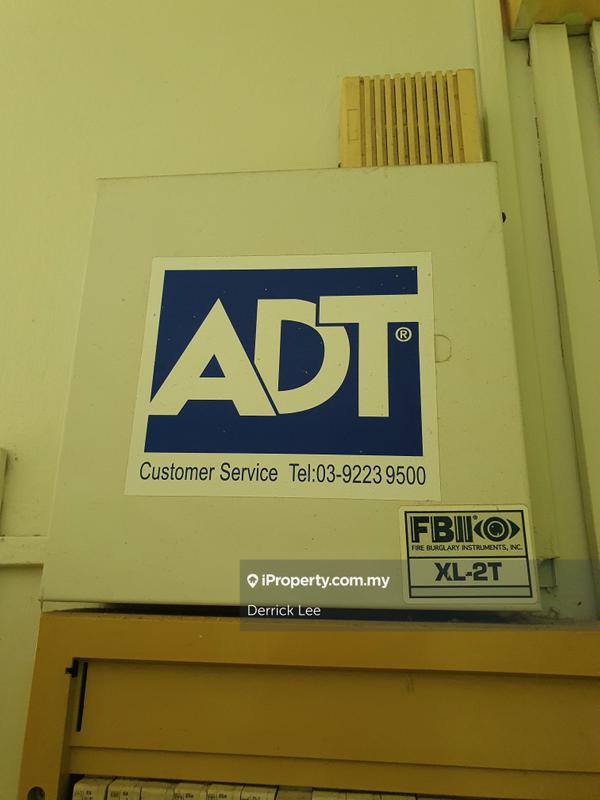 ADT®
Customer Service Tel:03-9223 9500
FBII
FIRE BURGLARY INSTRUMENTS, INC.
XL-2T
iProperty.com.my
Derrick Lee